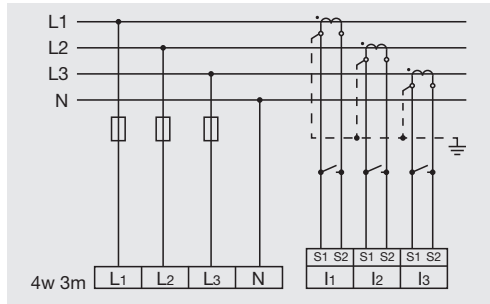 L1
L2
L3
N
S1 S2 S1 S2 S1 S2
4w 3m L1 L2 L3 N I1 I2 I3